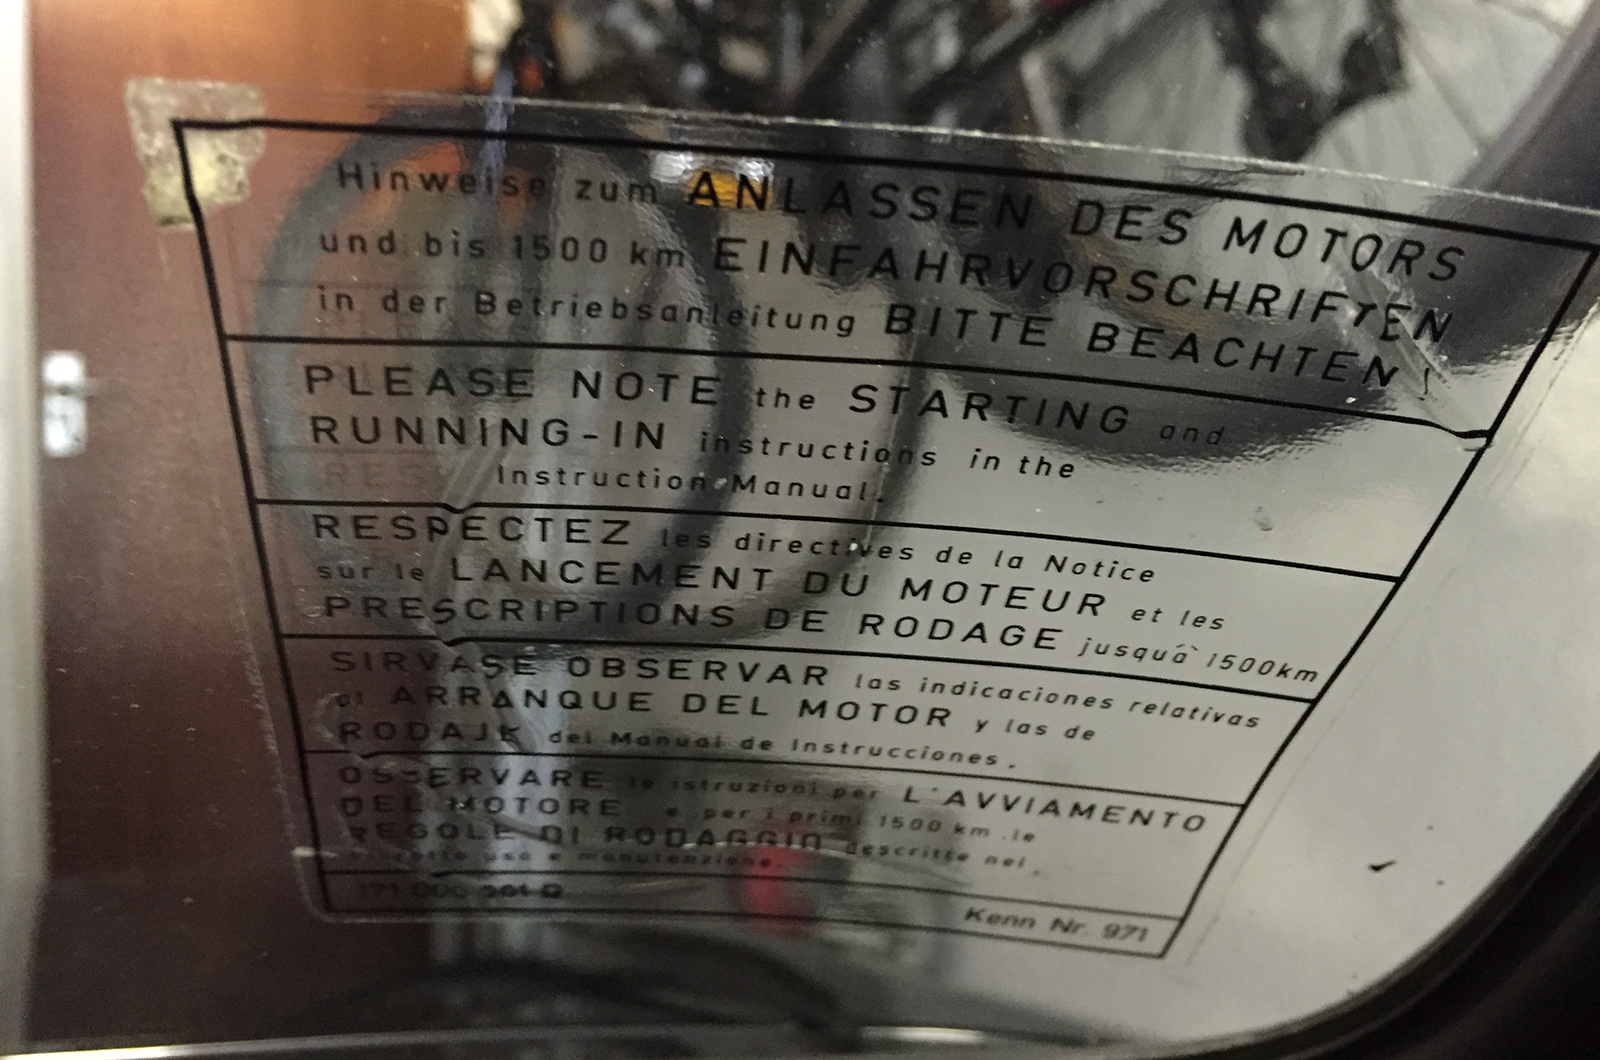 Hinweise zum ANLASSEN DES MOTORS
und bis 1500 km EINFAHRVORSCHRIFTEN
in der Betriebsanleitung BITTE BEACHTEN!
PLEASE NOTE the STARTING and
RUNNING-IN instructions in the
Instruction Manual.
RESPECTEZ les directives de la Notice
sur le LANCEMENT DU MOTEUR et les
PRESCRIPTIONS DE RODAGE jusquá` 1500km
SIRVASE OBSERVAR las indicaciones relativas
al ARRANQUE DEL MOTOR y las de
RODAJE del Manual de Instrucciones.
OSSERVARE le istruzioni per L'AVVIAMENTO
DEL MOTORE e per i primi 1500 km .le
REGOLE DI RODAGGIO descritte nel
uso e manutenzione.
Kenn Nr. 971